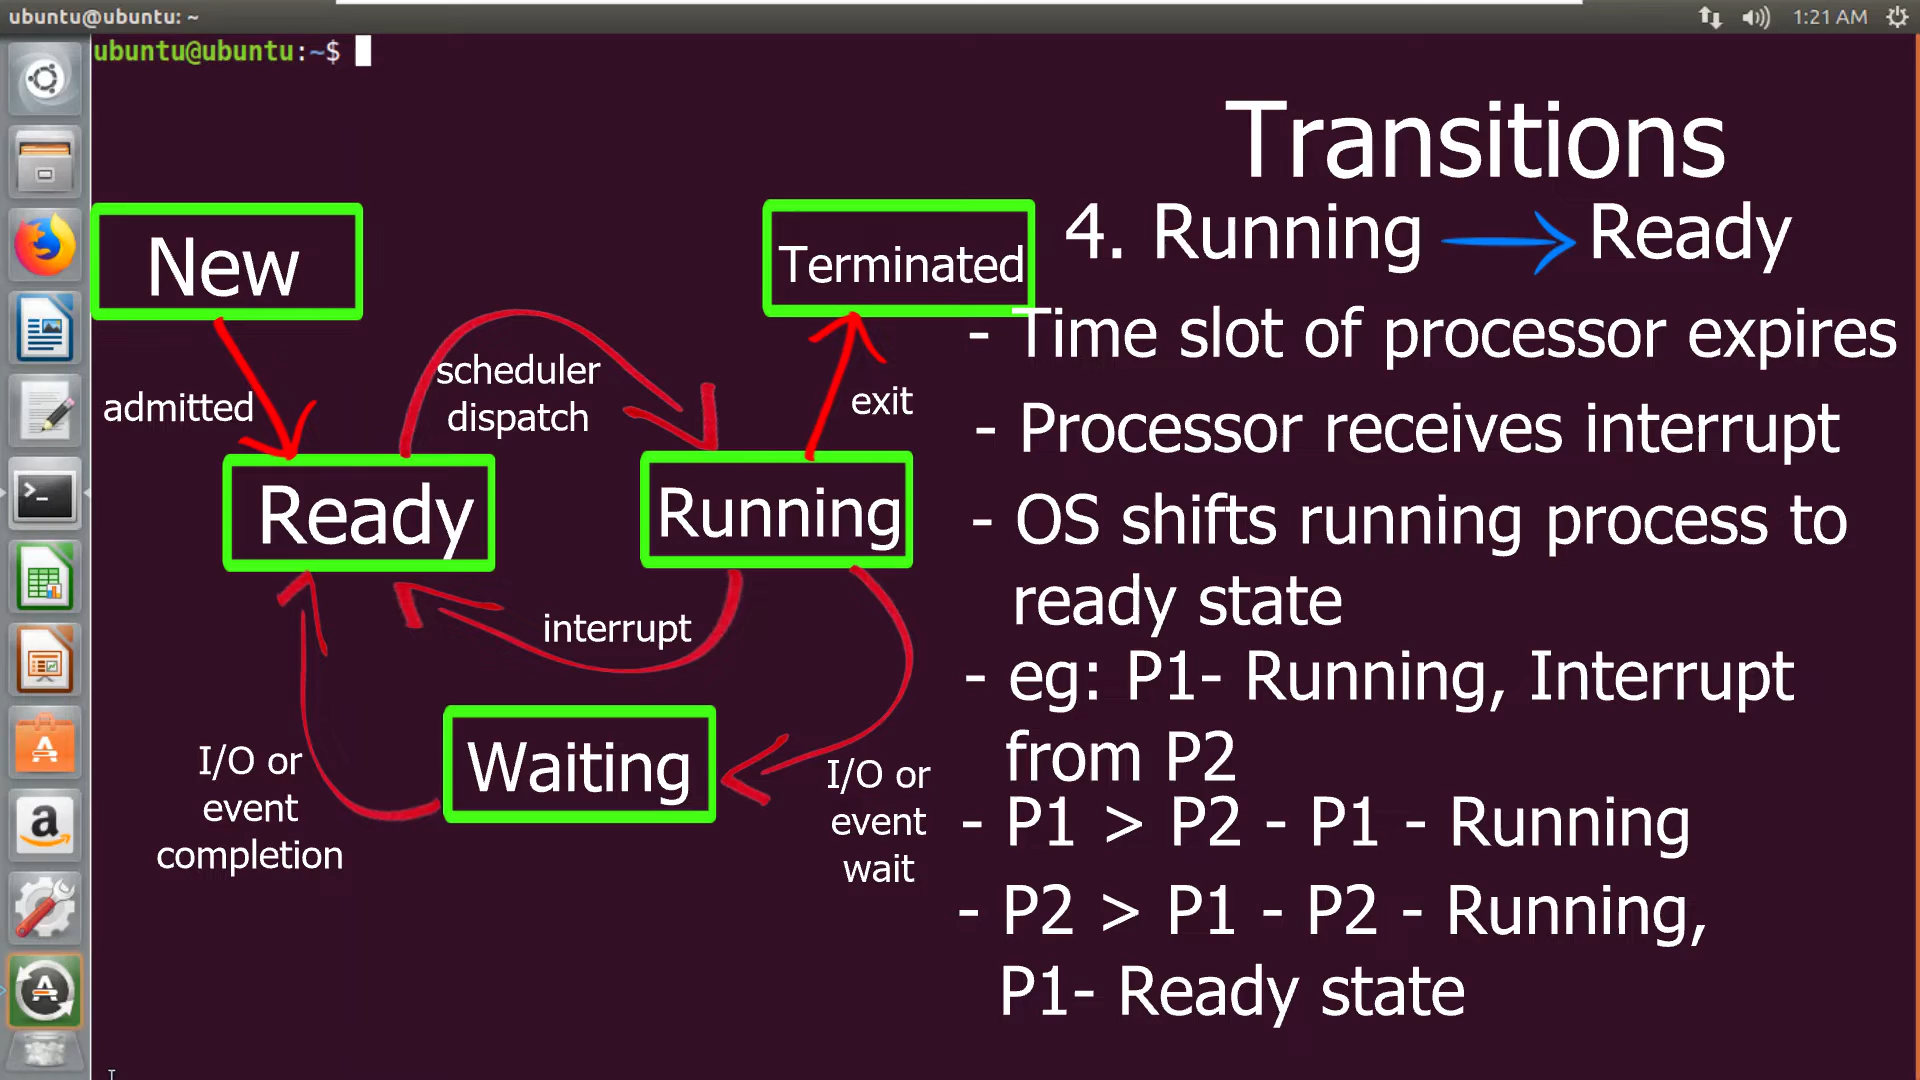 ubuntu@ubuntu: ~
1:21 AM
ubuntu@ubuntu:~$
Transitions
4. Running Ready
New
Terminated
- Time slot of processor expires
scheduler
dispatch
admitted
exit
- Processor receives interrupt
Ready
Running
- OS shifts running process to
ready state
interrupt
- eg: P1- Running, Interrupt
from P2
Waiting
I/O or
event
completion
I/O or
event
wait
- P1 > P2 - P1 - Running
- P2 > P1 - P2 - Running,
P1- Ready state